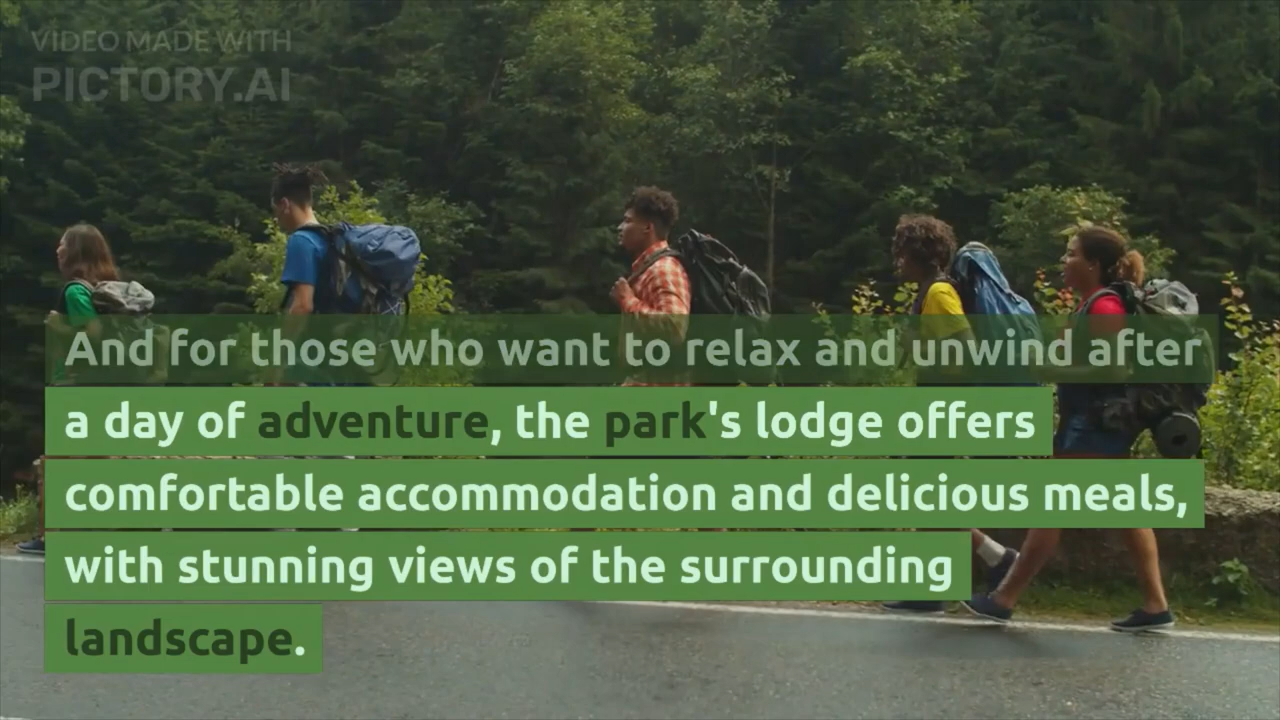 VIDEO MADE WITH
PICTORY.AI
And for those who want to relax and unwind after
a day of adventure, the park's lodge offers
comfortable accommodation and delicious meals,
with stunning views of the surrounding
landscape.